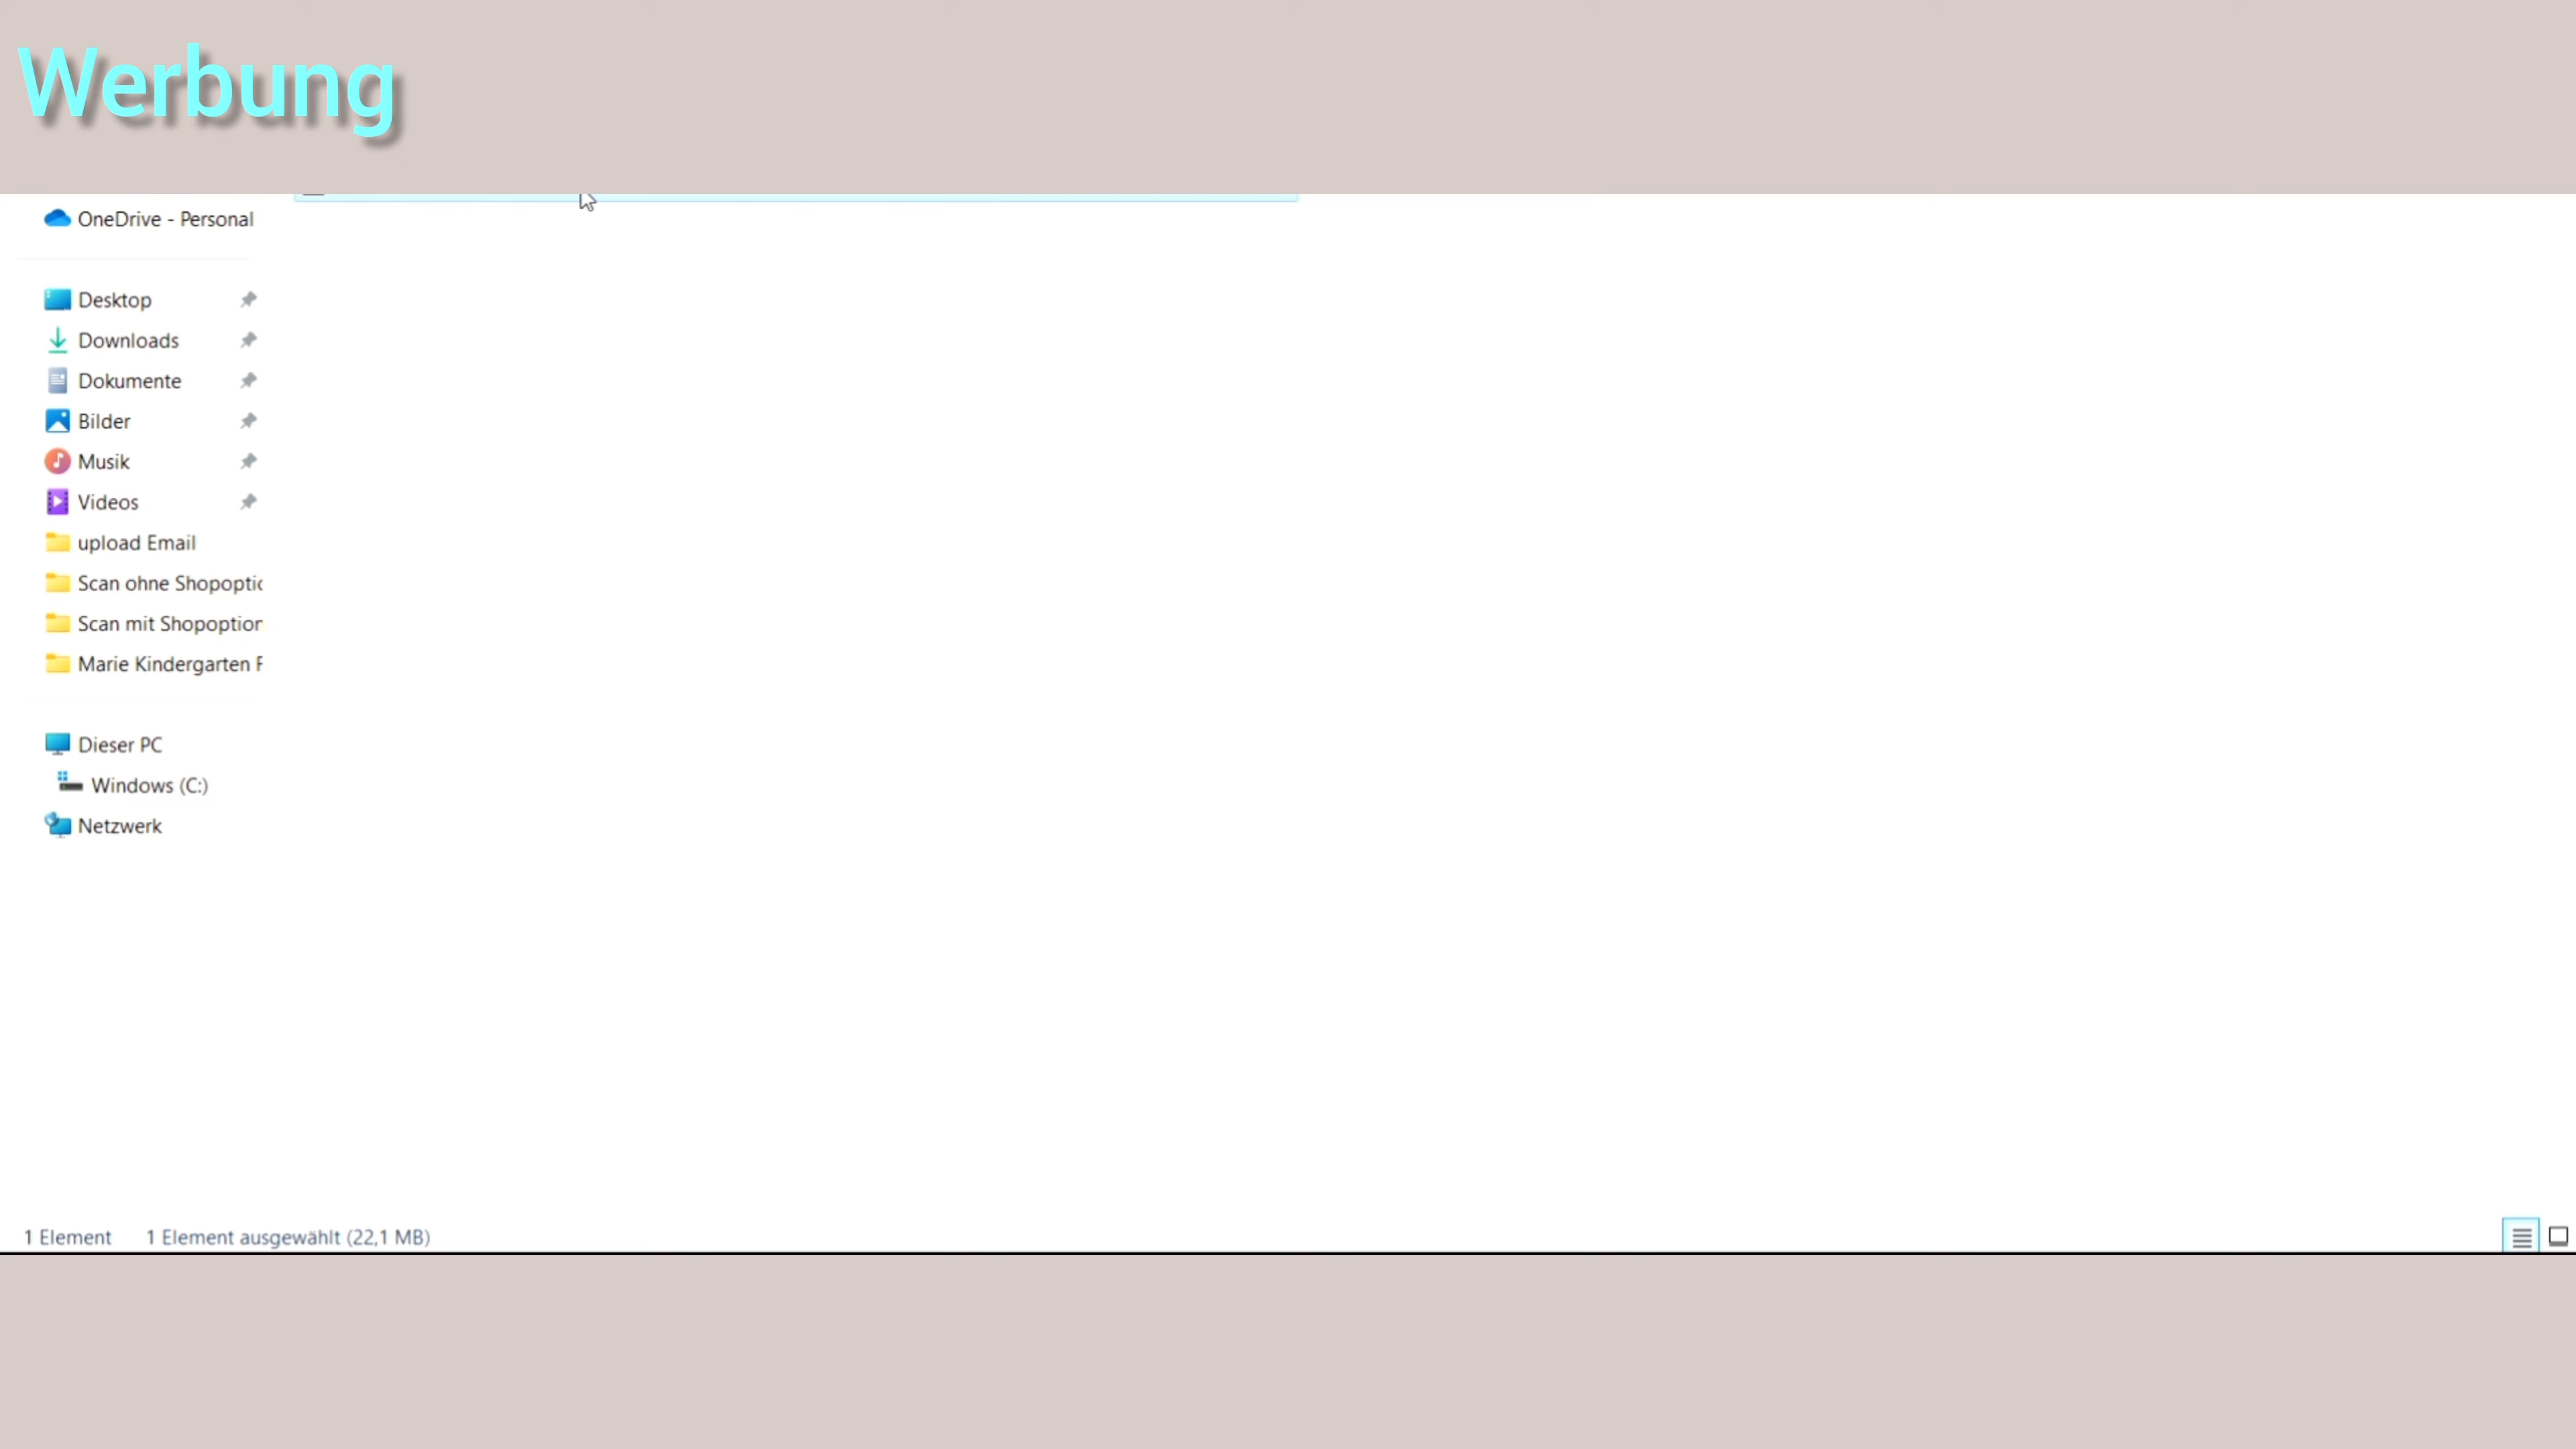 Werbung
OneDrive - Personal
Desktop
Downloads
Dokumente
Bilder
Musik
Videos
upload Email
Scan ohne Shopoptic
Scan mit Shopoption
Marie Kindergarten F
Dieser PC
Windows (C:)
Netzwerk
1 Element 1 Element ausgewählt (22,1 MB)